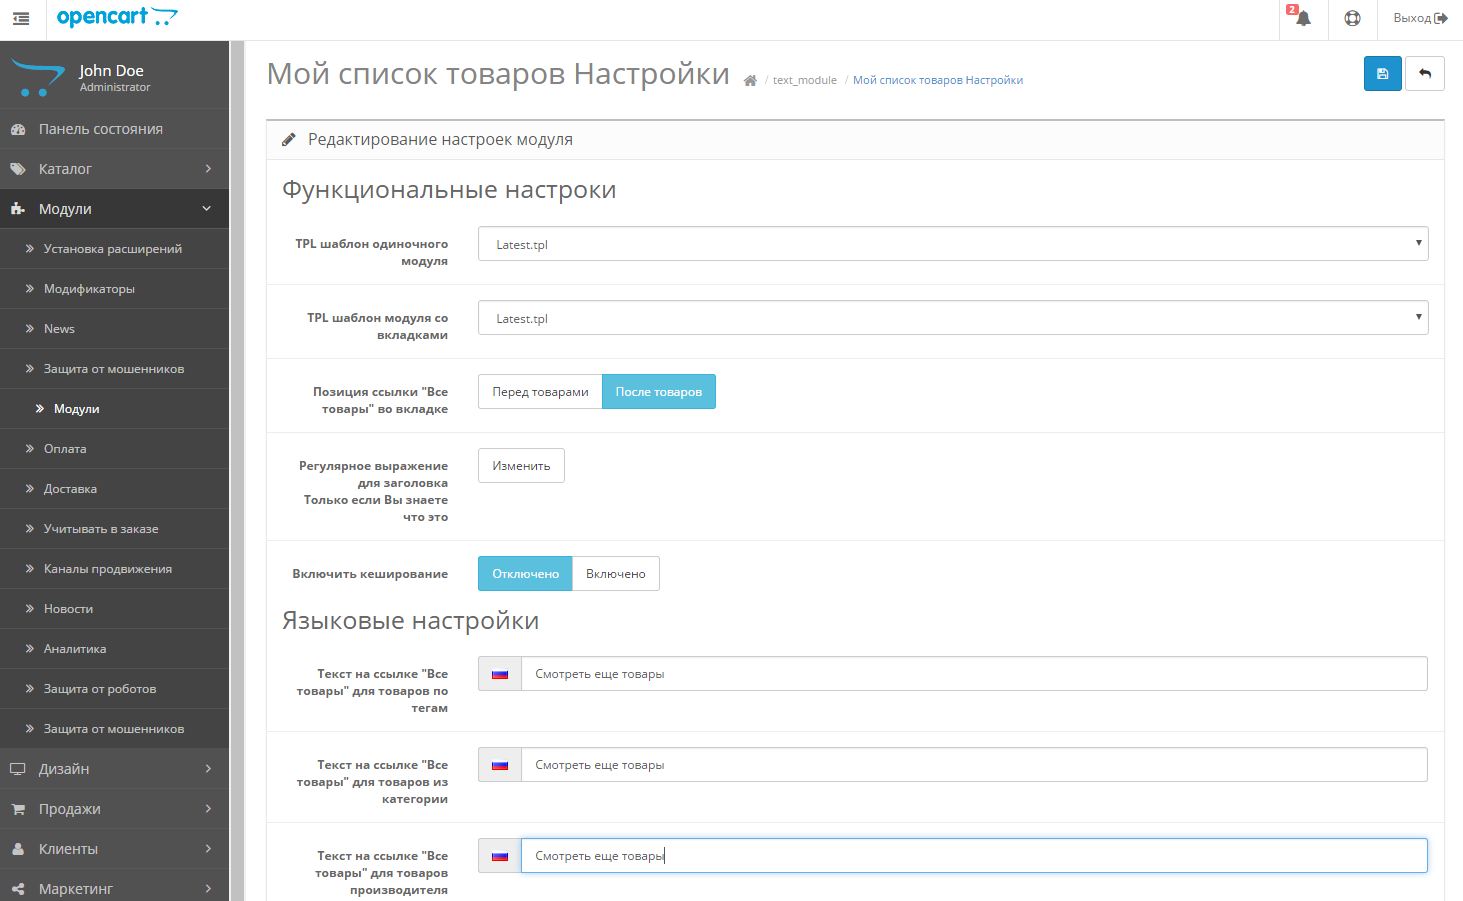 opencart
2
Выход
John Doe
Administrator
Панель состояния
Каталог
Модули
Установка расширений
Модификаторы
News
Защита от мошенников
Модули
Оплата
Доставка
Учитывать в заказе
Каналы продвижения
Новости
Аналитика
Защита от роботов
Защита от мошенников
Дизайн
Продажи
Клиенты
Маркетинг
Мой список товаров Настройки / text_module / Мой список товаров Настройки
Редактирование настроек модуля
Функциональные настроки
TPL шаблон одиночного
модуля
Latest.tpl
TPL шаблон модуля со
вкладками
Latest.tpl
Позиция ссылки "Все
товары" во вкладке
Перед товарами После товаров
Регулярное выражение
для заголовка
Только если Вы знаете
что это
Изменить
Включить кеширование
Отключено Включено
Языковые настройки
Текст на ссылке "Все
товары" для товаров по
тегам
Смотреть еще товары
Текст на ссылке "Все
товары" для товаров из
категории
Смотреть еще товары
Текст на ссылке "Все
товары" для товаров
производителя
Смотреть еще товары